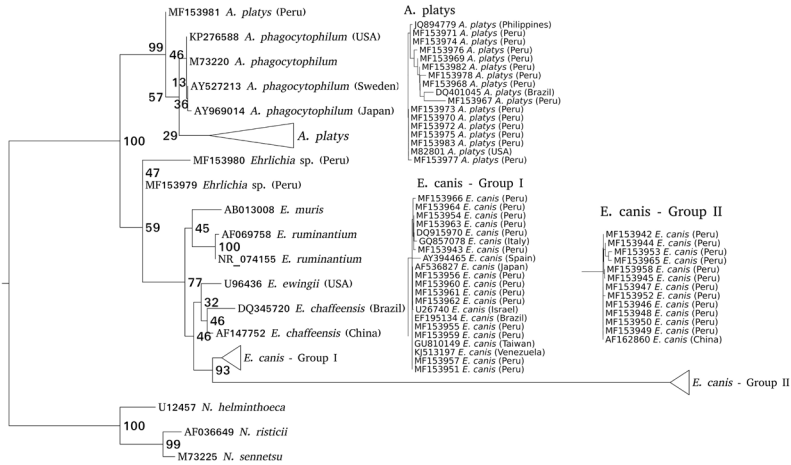 MF153981 A. platys (Peru)
99
KP276588 A. phagocytophilum (USA)
46
M73220 A. phagocytophilum
13
AY527213 A. phagocytophilum (Sweden)
57
36
AY969014 A. phagocytophilum (Japan)
29
A. platys
100
MF153980 Ehrlichia sp. (Peru)
47
MF153979 Ehrlichia sp. (Peru)
59
AB013008 E. muris
45
AF069758 E. ruminantium
100
NR_074155 E. ruminantium
77
U96436 E. ewingii (USA)
32
DQ345720 E. chaffeensis (Brazil)
46
46
AF147752 E. chaffeensis (China)
E. canis - Group I
93
E. canis - Group II
U12457 N. helminthoeca
100
AF036649 N. risticii
99
M73225 N. sennetsu
A. platys
JQ894779 A. platys (Philippines)
MF153971 A. platys (Peru)
MF153974 A. platys (Peru)
MF153976 A. platys (Peru)
MF153969 A. platys (Peru)
MF153982 A. platys (Peru)
MF153978 A. platys (Peru)
MF153968 A. platys (Peru)
DQ401045 A. platys (Brazil)
MF153967 A. platys (Peru)
MF153973 A. platys (Peru)
MF153970 A. platys (Peru)
MF153972 A. platys (Peru)
MF153975 A. platys (Peru)
MF153983 A. platys (Peru)
M82801 A. platys (USA)
MF153977 A. platys (Peru)
E. canis - Group I
MF153966 E. canis (Peru)
MF153964 E. canis (Peru)
MF153954 E. canis (Peru)
MF153963 E. canis (Peru)
DQ915970 E. canis (Peru)
GQ857078 E. canis (Italy)
MF153943 E. canis (Peru)
AY394465 E. canis (Spain)
AF536827 E. canis (Japan)
MF153956 E. canis (Peru)
MF153960 E. canis (Peru)
MF153961 E. canis (Peru)
MF153962 E. canis (Peru)
U26740 E. canis (Israel)
EF195134 E. canis (Brazil)
MF153955 E. canis (Peru)
MF153959 E. canis (Peru)
GU810149 E. canis (Taiwan)
KJ513197 E. canis (Venezuela)
MF153957 E. canis (Peru)
MF153951 E. canis (Peru)
E. canis - Group II
MF153942 E. canis (Peru)
MF153944 E. canis (Peru)
MF153953 E. canis (Peru)
MF153965 E. canis (Peru)
MF153958 E. canis (Peru)
MF153945 E. canis (Peru)
MF153947 E. canis (Peru)
MF153952 E. canis (Peru)
MF153946 E. canis (Peru)
MF153948 E. canis (Peru)
MF153950 E. canis (Peru)
MF153949 E. canis (Peru)
AF162860 E. canis (China)